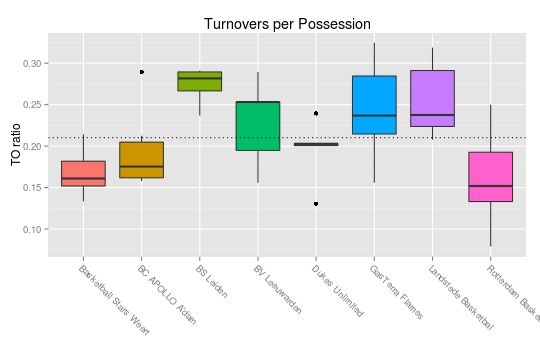 Turnovers per Possession
TO ratio
0.30
0.25
0.20
0.15
0.10
Basketball Stars Weert
BC APOLLO A'dam
BS Leiden
BV Leeuwarden
Dukes Unlimited
GasTerra Flames
Landstede Basketbal
Rotterdam Baske